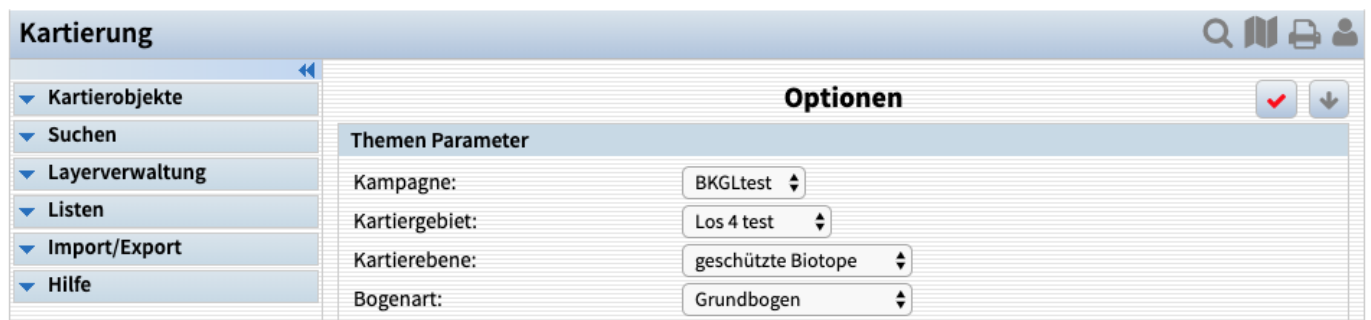 Kartierung
Kartierobjekte
Suchen
Layerverwaltung
Listen
Import/Export
Hilfe
Optionen
Themen Parameter
Kampagne: BKGLtest
Kartiergebiet: Los 4 test
Kartierebene: geschützte Biotope
Bogenart: Grundbogen